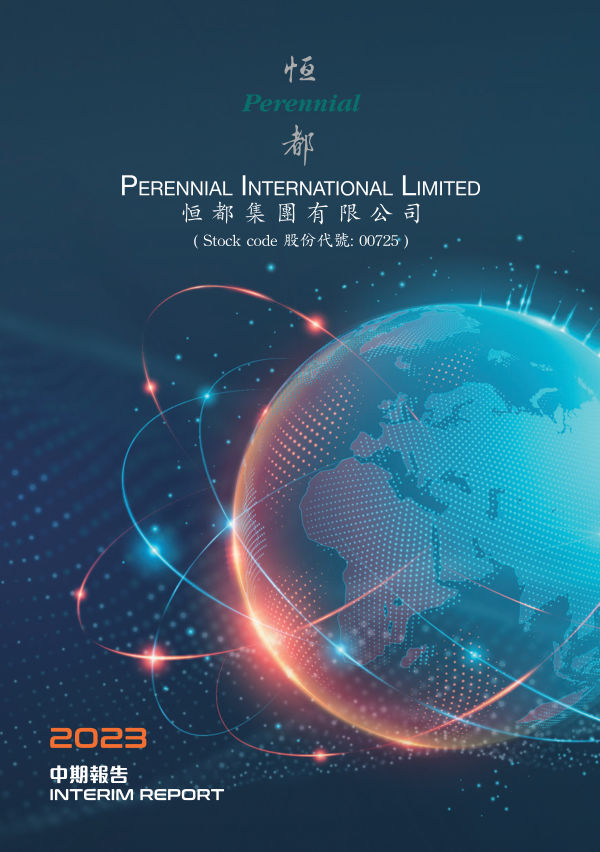 恒
Perennial
都
PERENNIAL INTERNATIONAL LIMITED
恒都集團有限公司
( Stock code 股份代號: 00725 )
2023
中期報告
INTERIM REPORT